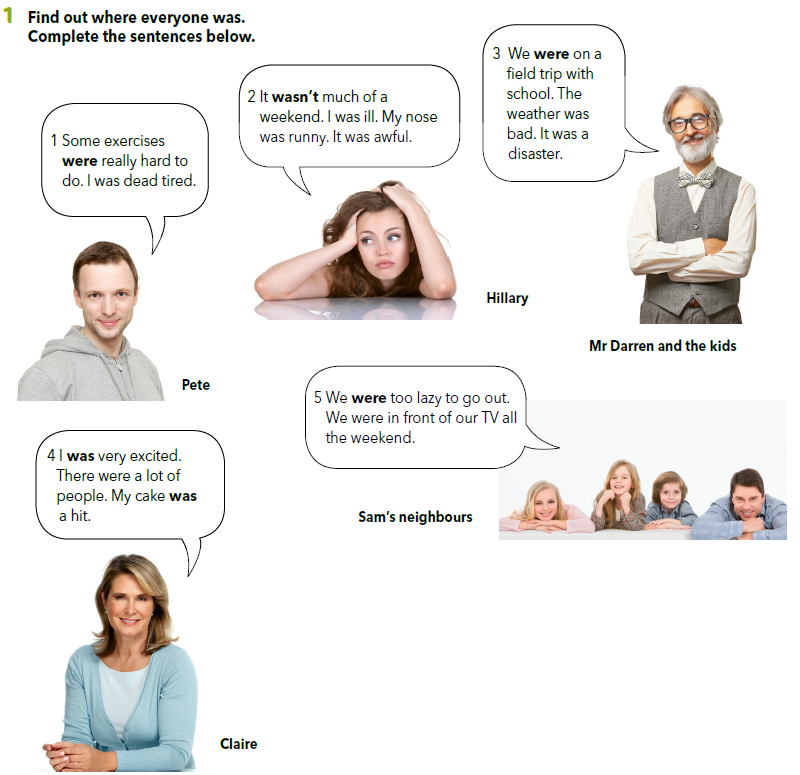 1 Find out where everyone was.
Complete the sentences below.
1 Some exercises
were really hard to
do. I was dead tired.
Pete
2 It wasn't much of a
weekend. I was ill. My nose
was runny. It was awful.
Hillary
3 We were on a
field trip with
school. The
weather was
bad. It was a
disaster.
Mr Darren and the kids
4 I was very excited.
There were a lot of
people. My cake was
a hit.
Claire
5 We were too lazy to go out.
We were in front of our TV all
the weekend.
Sam's neighbours